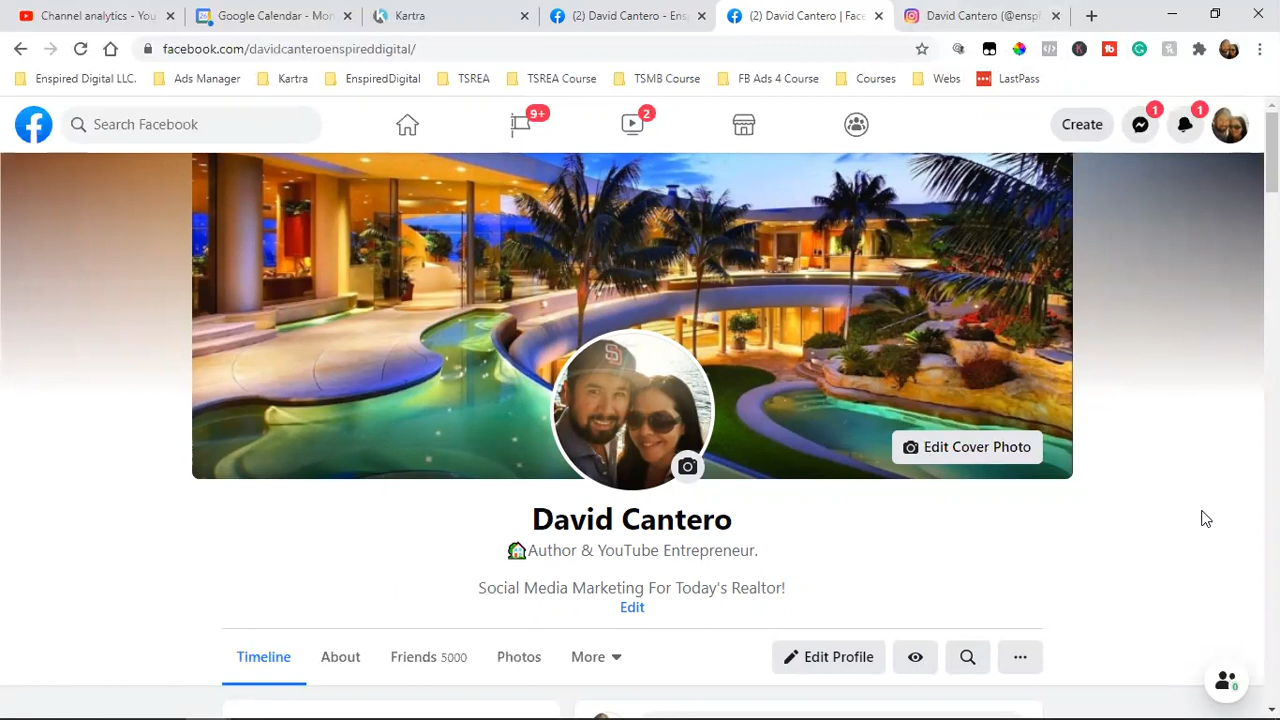 Channel analytics - You
Google Calendar - Mon
Kartra
(2) David Cantero - Ens
(2) David Cantero | Face
David Cantero (@enspi
facebook.com/davidcanteroenspireddigital/
Enspired Digital LLC.
Ads Manager
Kartra
EnspiredDigital
TSREA
TSREA Course
TSMB Course
FB Ads 4 Course
Courses
Webs
LastPass
Search Facebook
9+
2
Create
1
1
S
Edit Cover Photo
David Cantero
Author & YouTube Entrepreneur.
Social Media Marketing For Today's Realtor!
Edit
Timeline
About
Friends 5000
Photos
More
Edit Profile
0